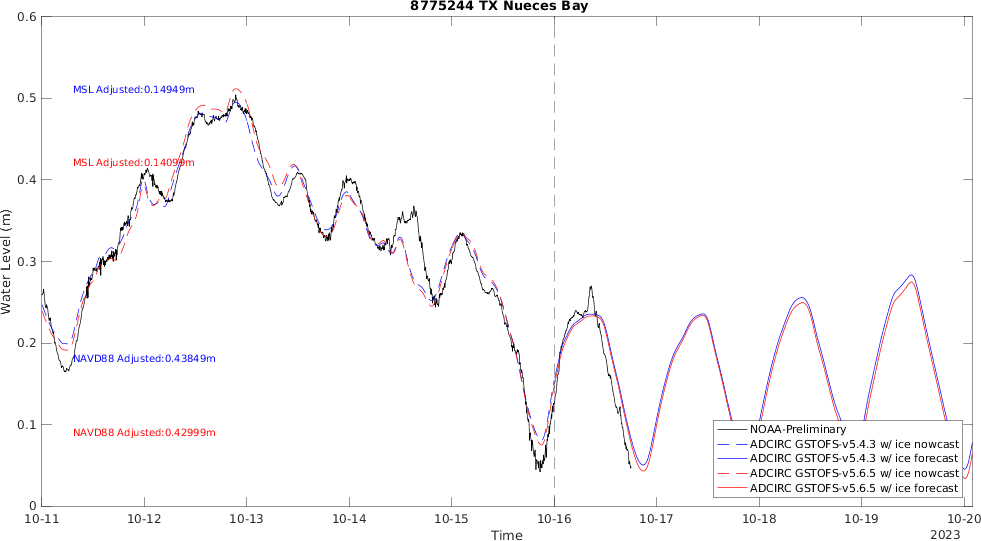 8775244 TX Nueces Bay
0.6
0.5
0.4
0.3
0.2
0.1
0
Water Level (m)
MSL Adjusted:0.14949m
MSL Adjusted:0.14099m
NAVD88 Adjusted:0.43849m
NAVD88 Adjusted:0.42999m
NOAA-Preliminary
ADCIRC GSTOFS-v5.4.3 w/ ice nowcast
ADCIRC GSTOFS-v5.4.3 w/ ice forecast
ADCIRC GSTOFS-v5.6.5 w/ ice nowcast
ADCIRC GSTOFS-v5.6.5 w/ ice forecast
10-11 10-12 10-13 10-14 10-15 10-16 10-17 10-18 10-19 10-20
Time
2023